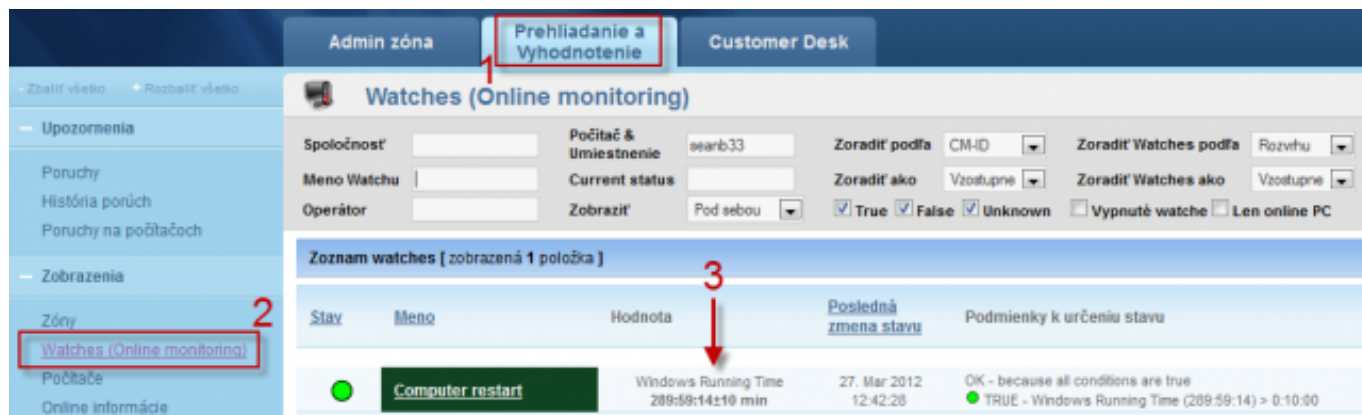 Admin zóna
Prehliadanie a
Vyhodnotenie
Customer Desk
1
Zbaliť všetko
Rozbaliť všetko
Watches (Online monitoring)
Upozornenia
Poruchy
História porúch
Poruchy na počítačoch
Zobrazenia
2
Zóny
Watches (Online monitoring)
Počítače
Online informácie
Spoločnosť
Počítač &
Umiestnenie
seanb33
Zoradiť podľa
CM-ID
Zoradiť Watches podľa
Rozvrhu
Meno Watchu
Current status
Zoradiť ako
Vzostupne
Zoradiť Watches ako
Vzostupne
Operátor
Zobraziť
Pod sebou
True False Unknown
Vypnuté watche Len online PC
Zoznam watches [ zobrazená 1 položka ]
3
Stav
Meno
Hodnota
Posledná
zmena stavu
Podmienky k určeniu stavu
Computer restart
Windows Running Time
289:59:14±10 min
27. Mar 2012
12:42:28
OK - because all conditions are true
TRUE - Windows Running Time (289:59:14) > 0:10:00